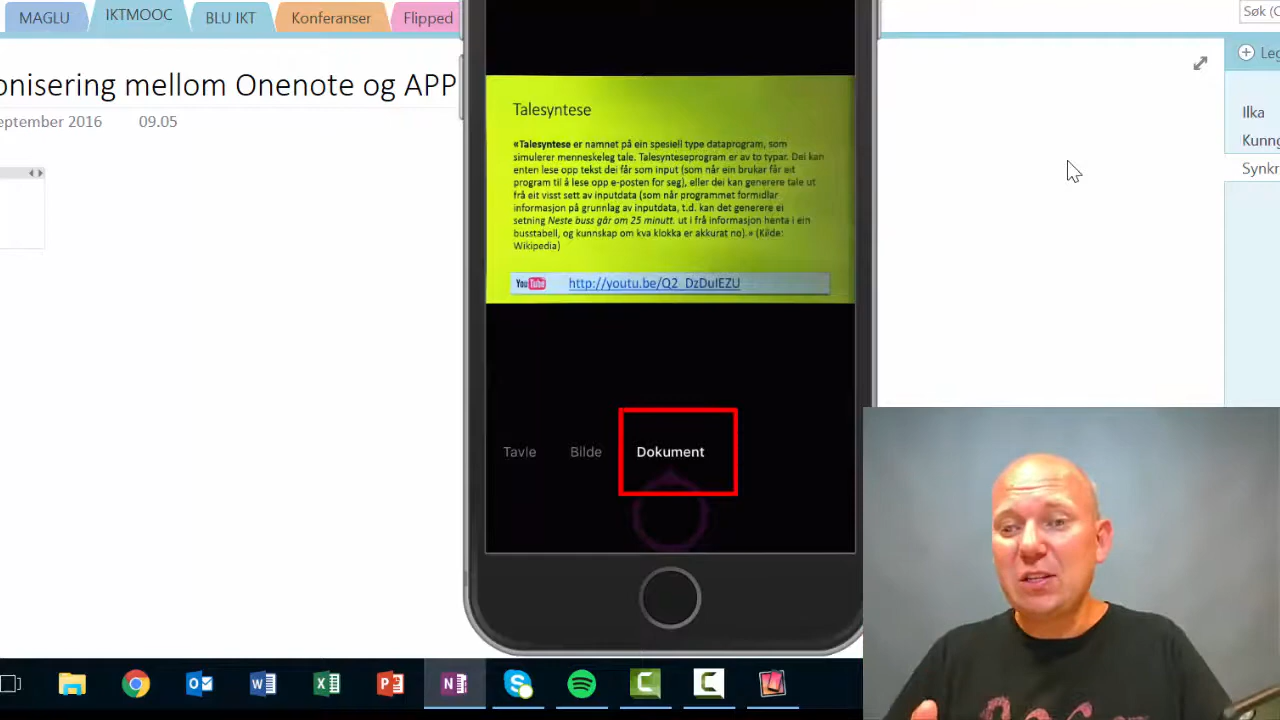 MAGLU
IKTMOOC
BLU IKT
Konferanser
Flipped
Søk (C
onisering mellom Onenote og APP
eptember 2016 09.05
Leg
Ilka
Kunng
Synkr
Talesyntese
«Talesyntese er namnet på ein spesiell type dataprogram, som
simulerer menneskeleg tale. Talesynteseprogram er av to typar. Dei kan
enten lese opp tekst dei får som input (som når ein brukar får eit
program til å lese opp e-posten for seg), eller dei kan generere tale ut
frå eit visst sett av inputdata (som når programmet formidlar
informasjon på grunnlag av inputdata, t.d. kan det generere ei
setning Neste buss går om 25 minutt. ut i frå informasjon henta i ein
busstabell, og kunnskap om kva klokka er akkurat no).» (Kilde:
Wikipedia)
YouTube http://youtu.be/Q2_DzDuIEZU
Tavle Bilde Dokument